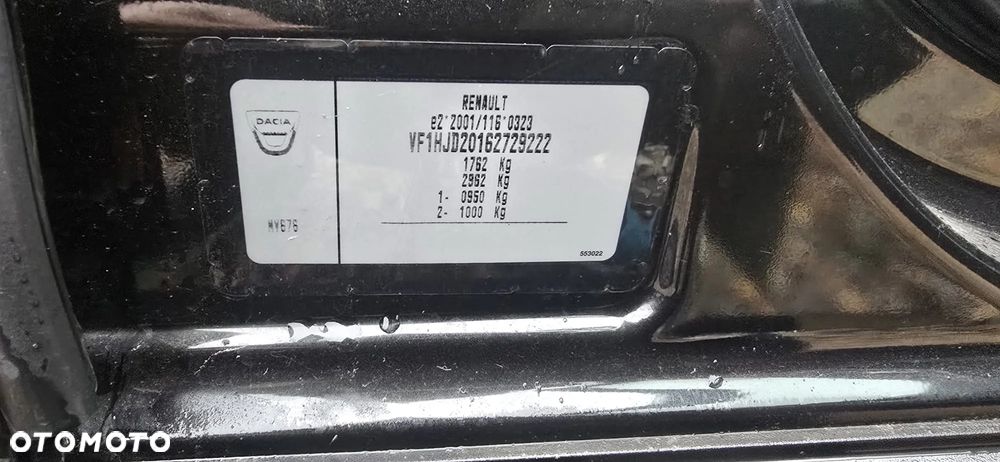 DACIA
MY676
RENAULT
e2*2001/116*0323
VF1HJD20162729222
1762 Kg
2962 Kg
1- 0950 Kg
2- 1000 Kg
553022
OTOMOTO